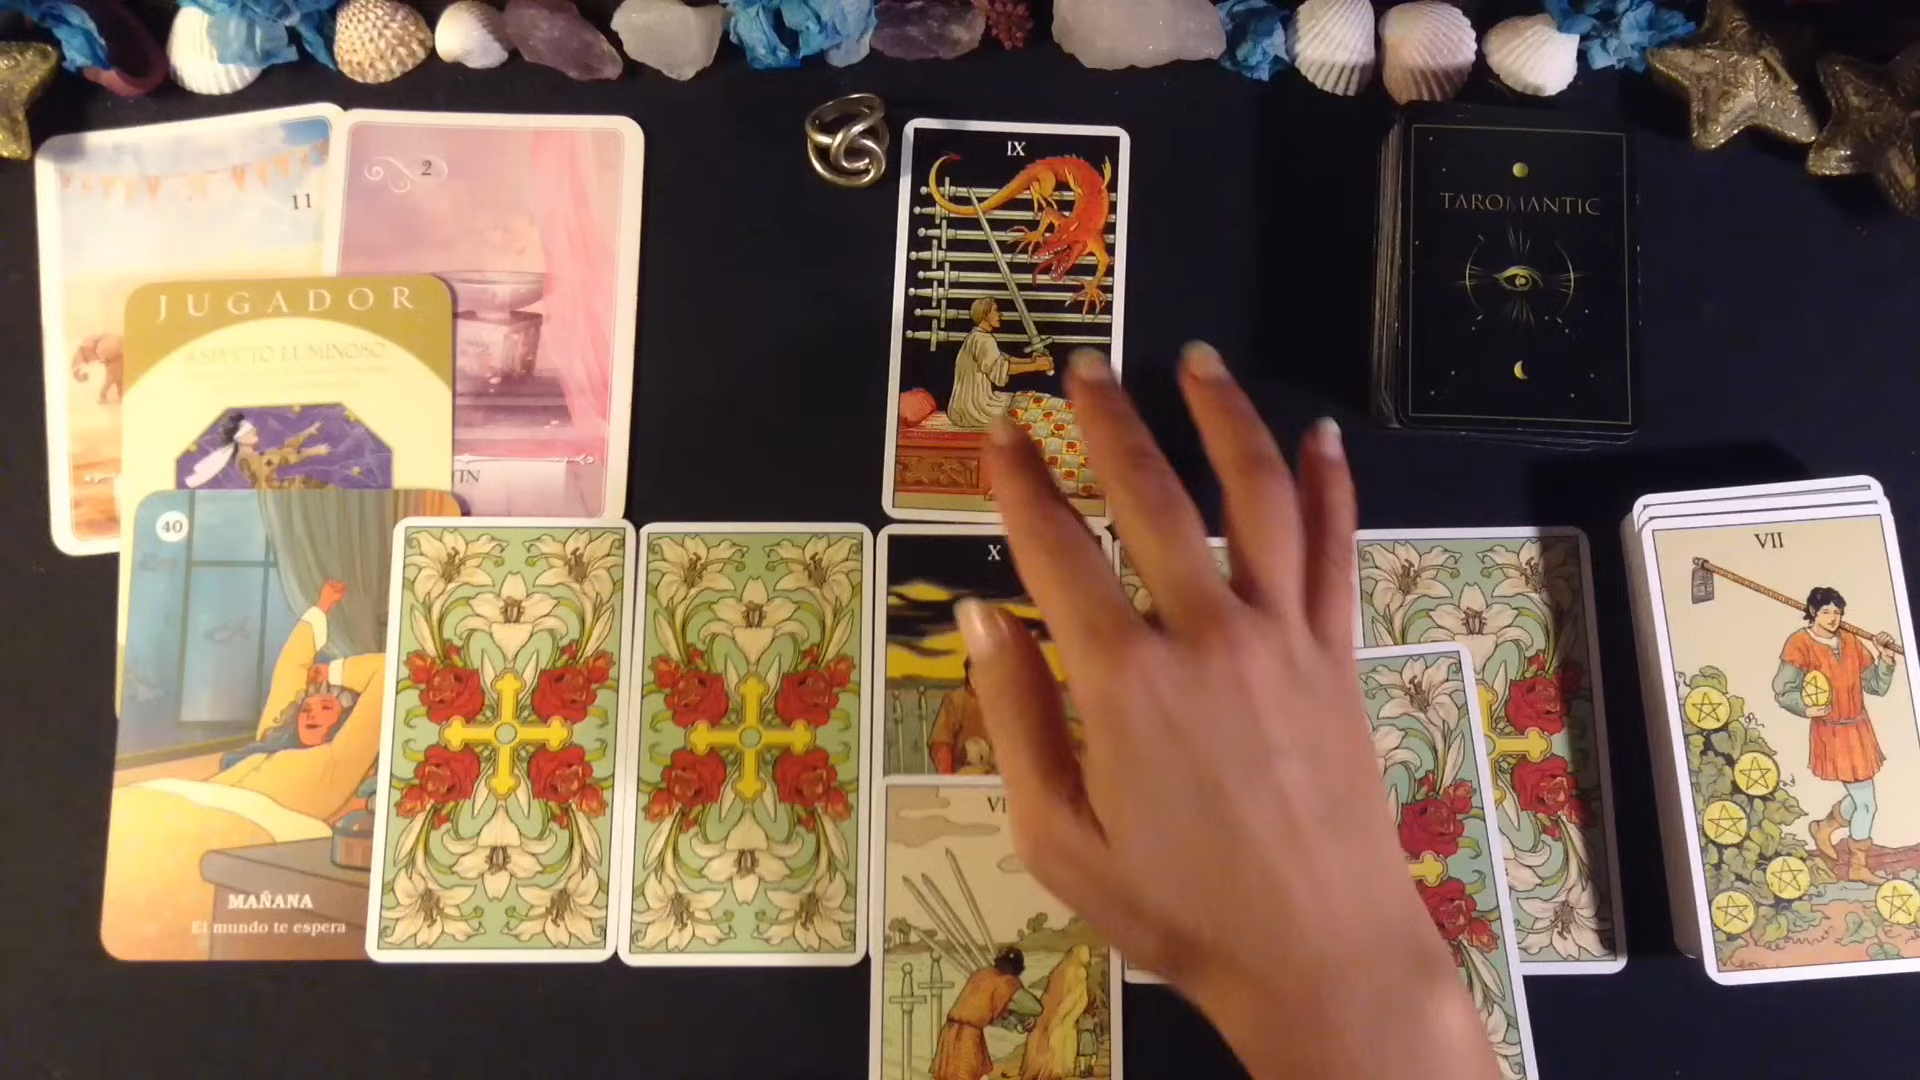 11
2
IX
TAROMANTIC
JUGADOR
ASPECTO LUMINOSO
40
X
VII
MAÑANA
El mundo te espera